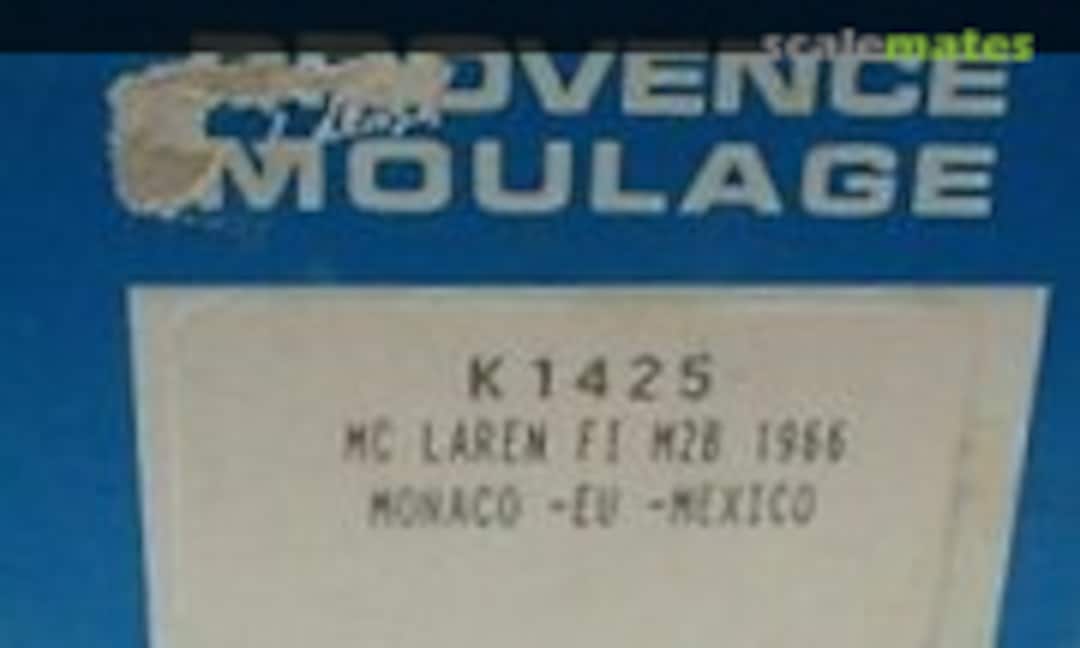 scalemates
PROVENCE
MOULAGE
K1425
MC LAREN F1 M2B 1966
MONACO -EU -MEXICO